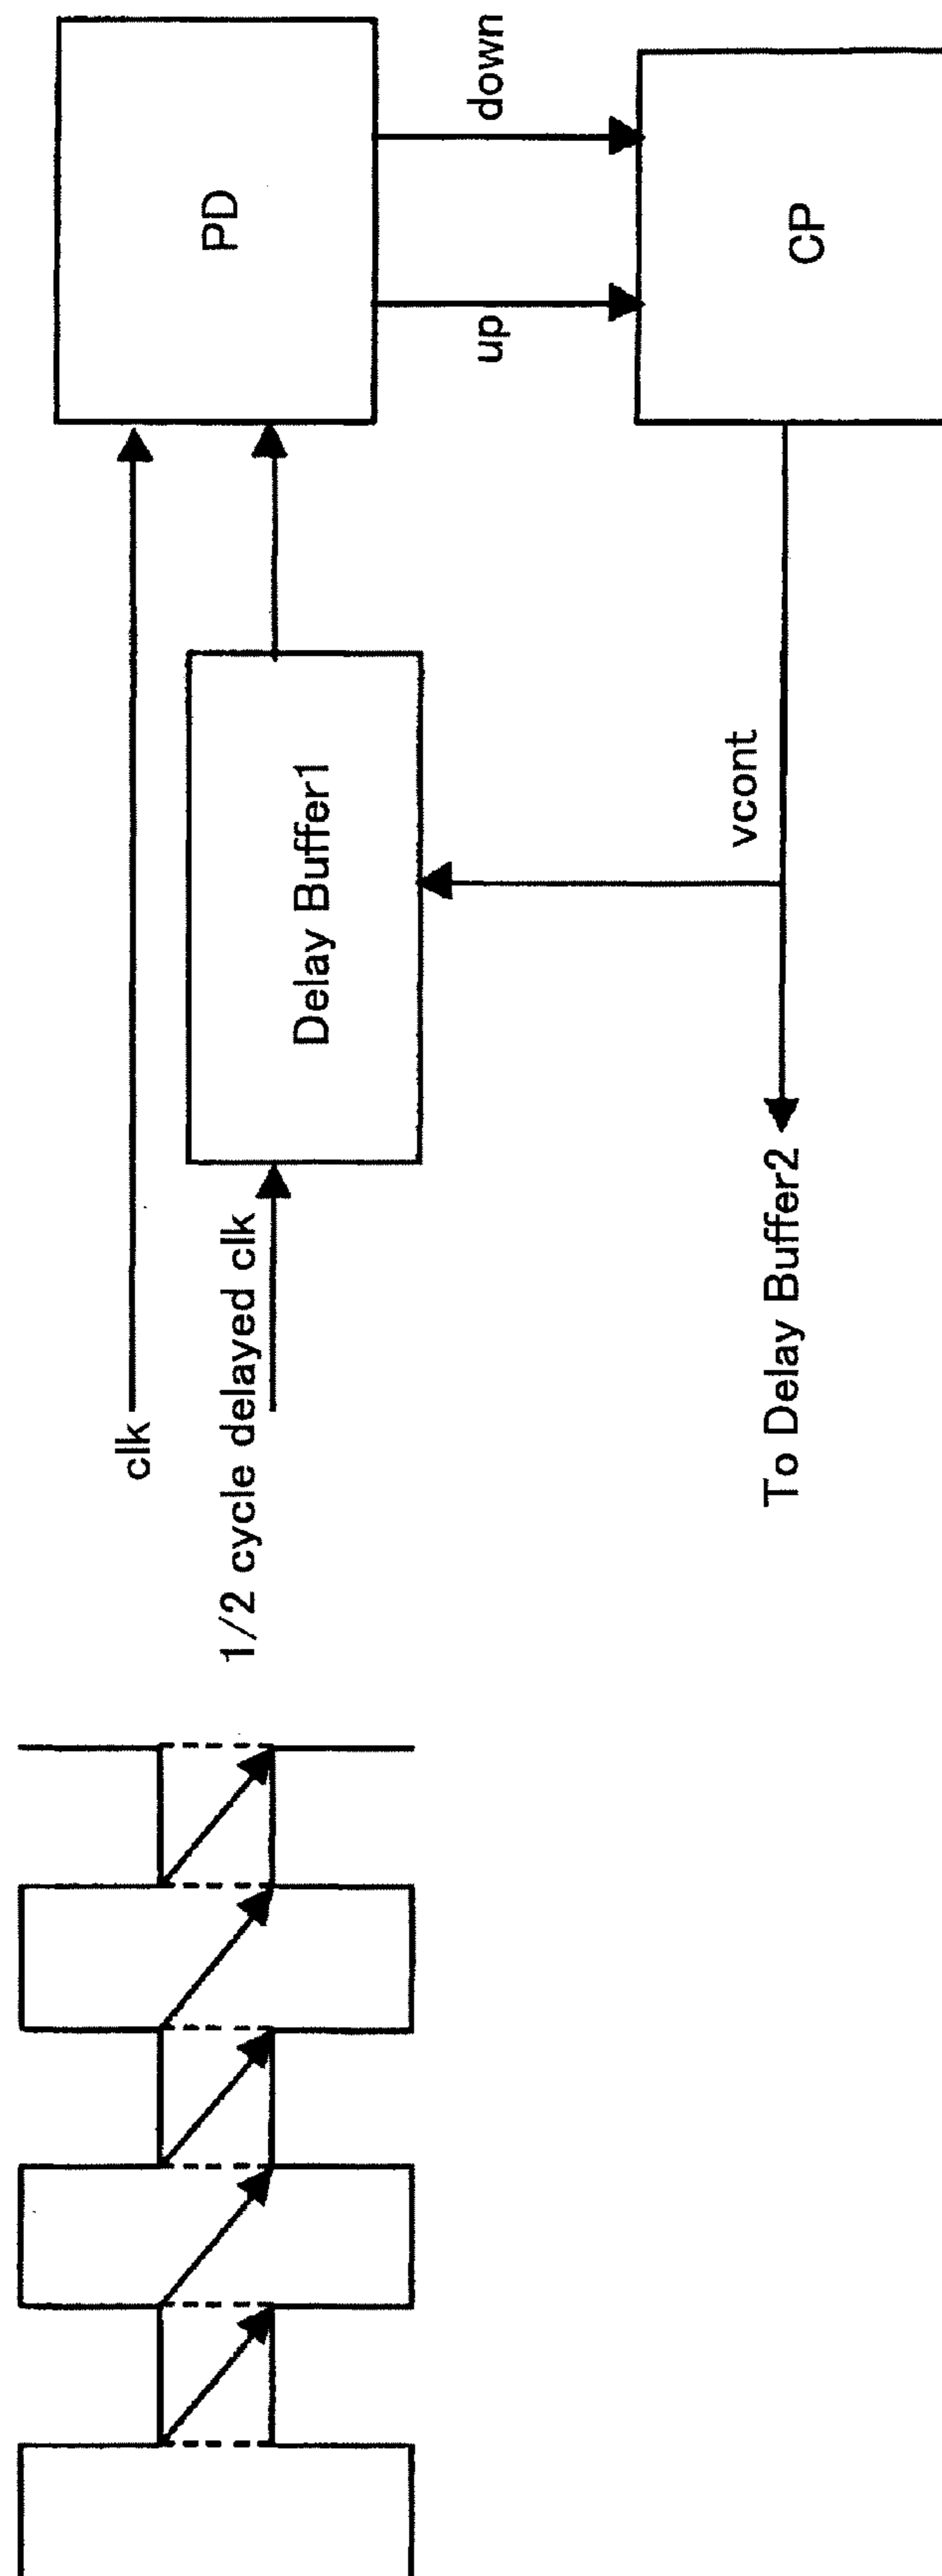 clk
1/2 cycle delayed clk
Delay Buffer1
PD
up
down
CP
vcont
To Delay Buffer2